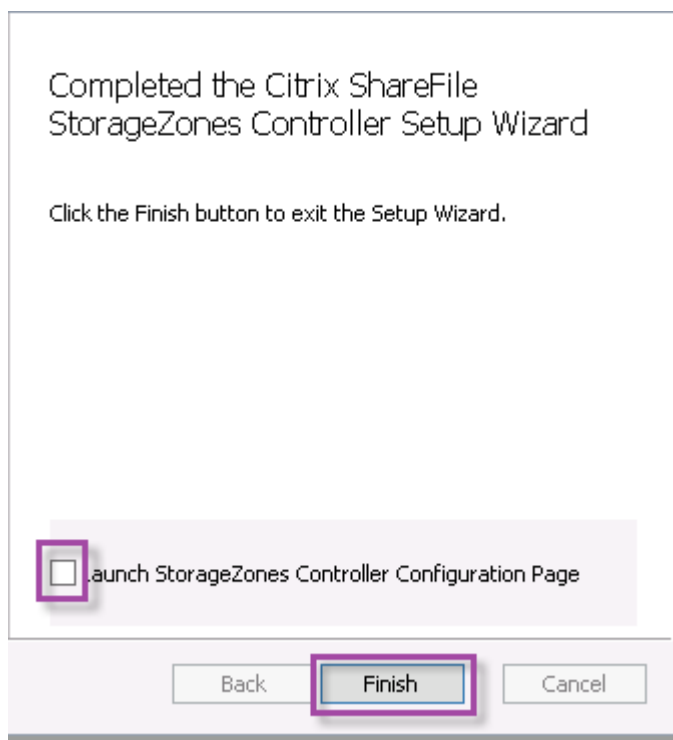 Completed the Citrix ShareFile
StorageZones Controller Setup Wizard
Click the Finish button to exit the Setup Wizard.
Launch StorageZones Controller Configuration Page
Back Finish Cancel